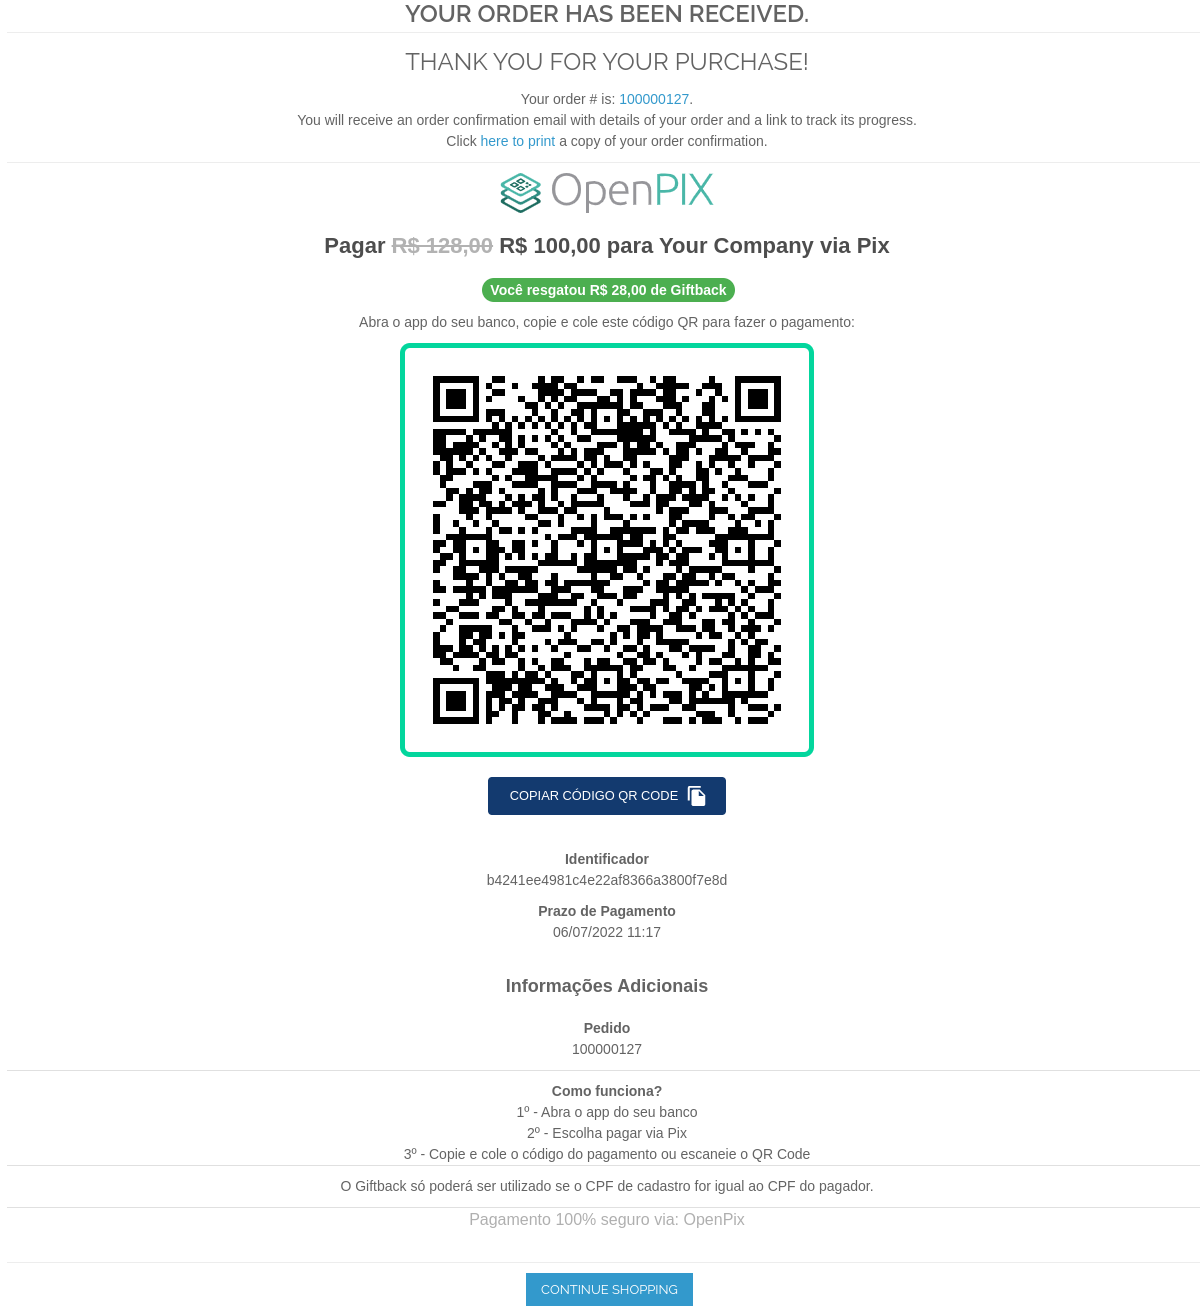 YOUR ORDER HAS BEEN RECEIVED.
THANK YOU FOR YOUR PURCHASE!
Your order # is: 100000127.
You will receive an order confirmation email with details of your order and a link to track its progress.
Click here to print a copy of your order confirmation.
OpenPIX
Pagar R$ 128,00 R$ 100,00 para Your Company via Pix
Você resgatou R$ 28,00 de Giftback
Abra o app do seu banco, copie e cole este código QR para fazer o pagamento:
COPIAR CÓDIGO QR CODE
Identificador
b4241ee4981c4e22af8366a3800f7e8d
Prazo de Pagamento
06/07/2022 11:17
Informações Adicionais
Pedido
100000127
Como funciona?
1º - Abra o app do seu banco
2º - Escolha pagar via Pix
3º - Copie e cole o código do pagamento ou escaneie o QR Code
O Giftback só poderá ser utilizado se o CPF de cadastro for igual ao CPF do pagador.
Pagamento 100% seguro via: OpenPix
CONTINUE SHOPPING